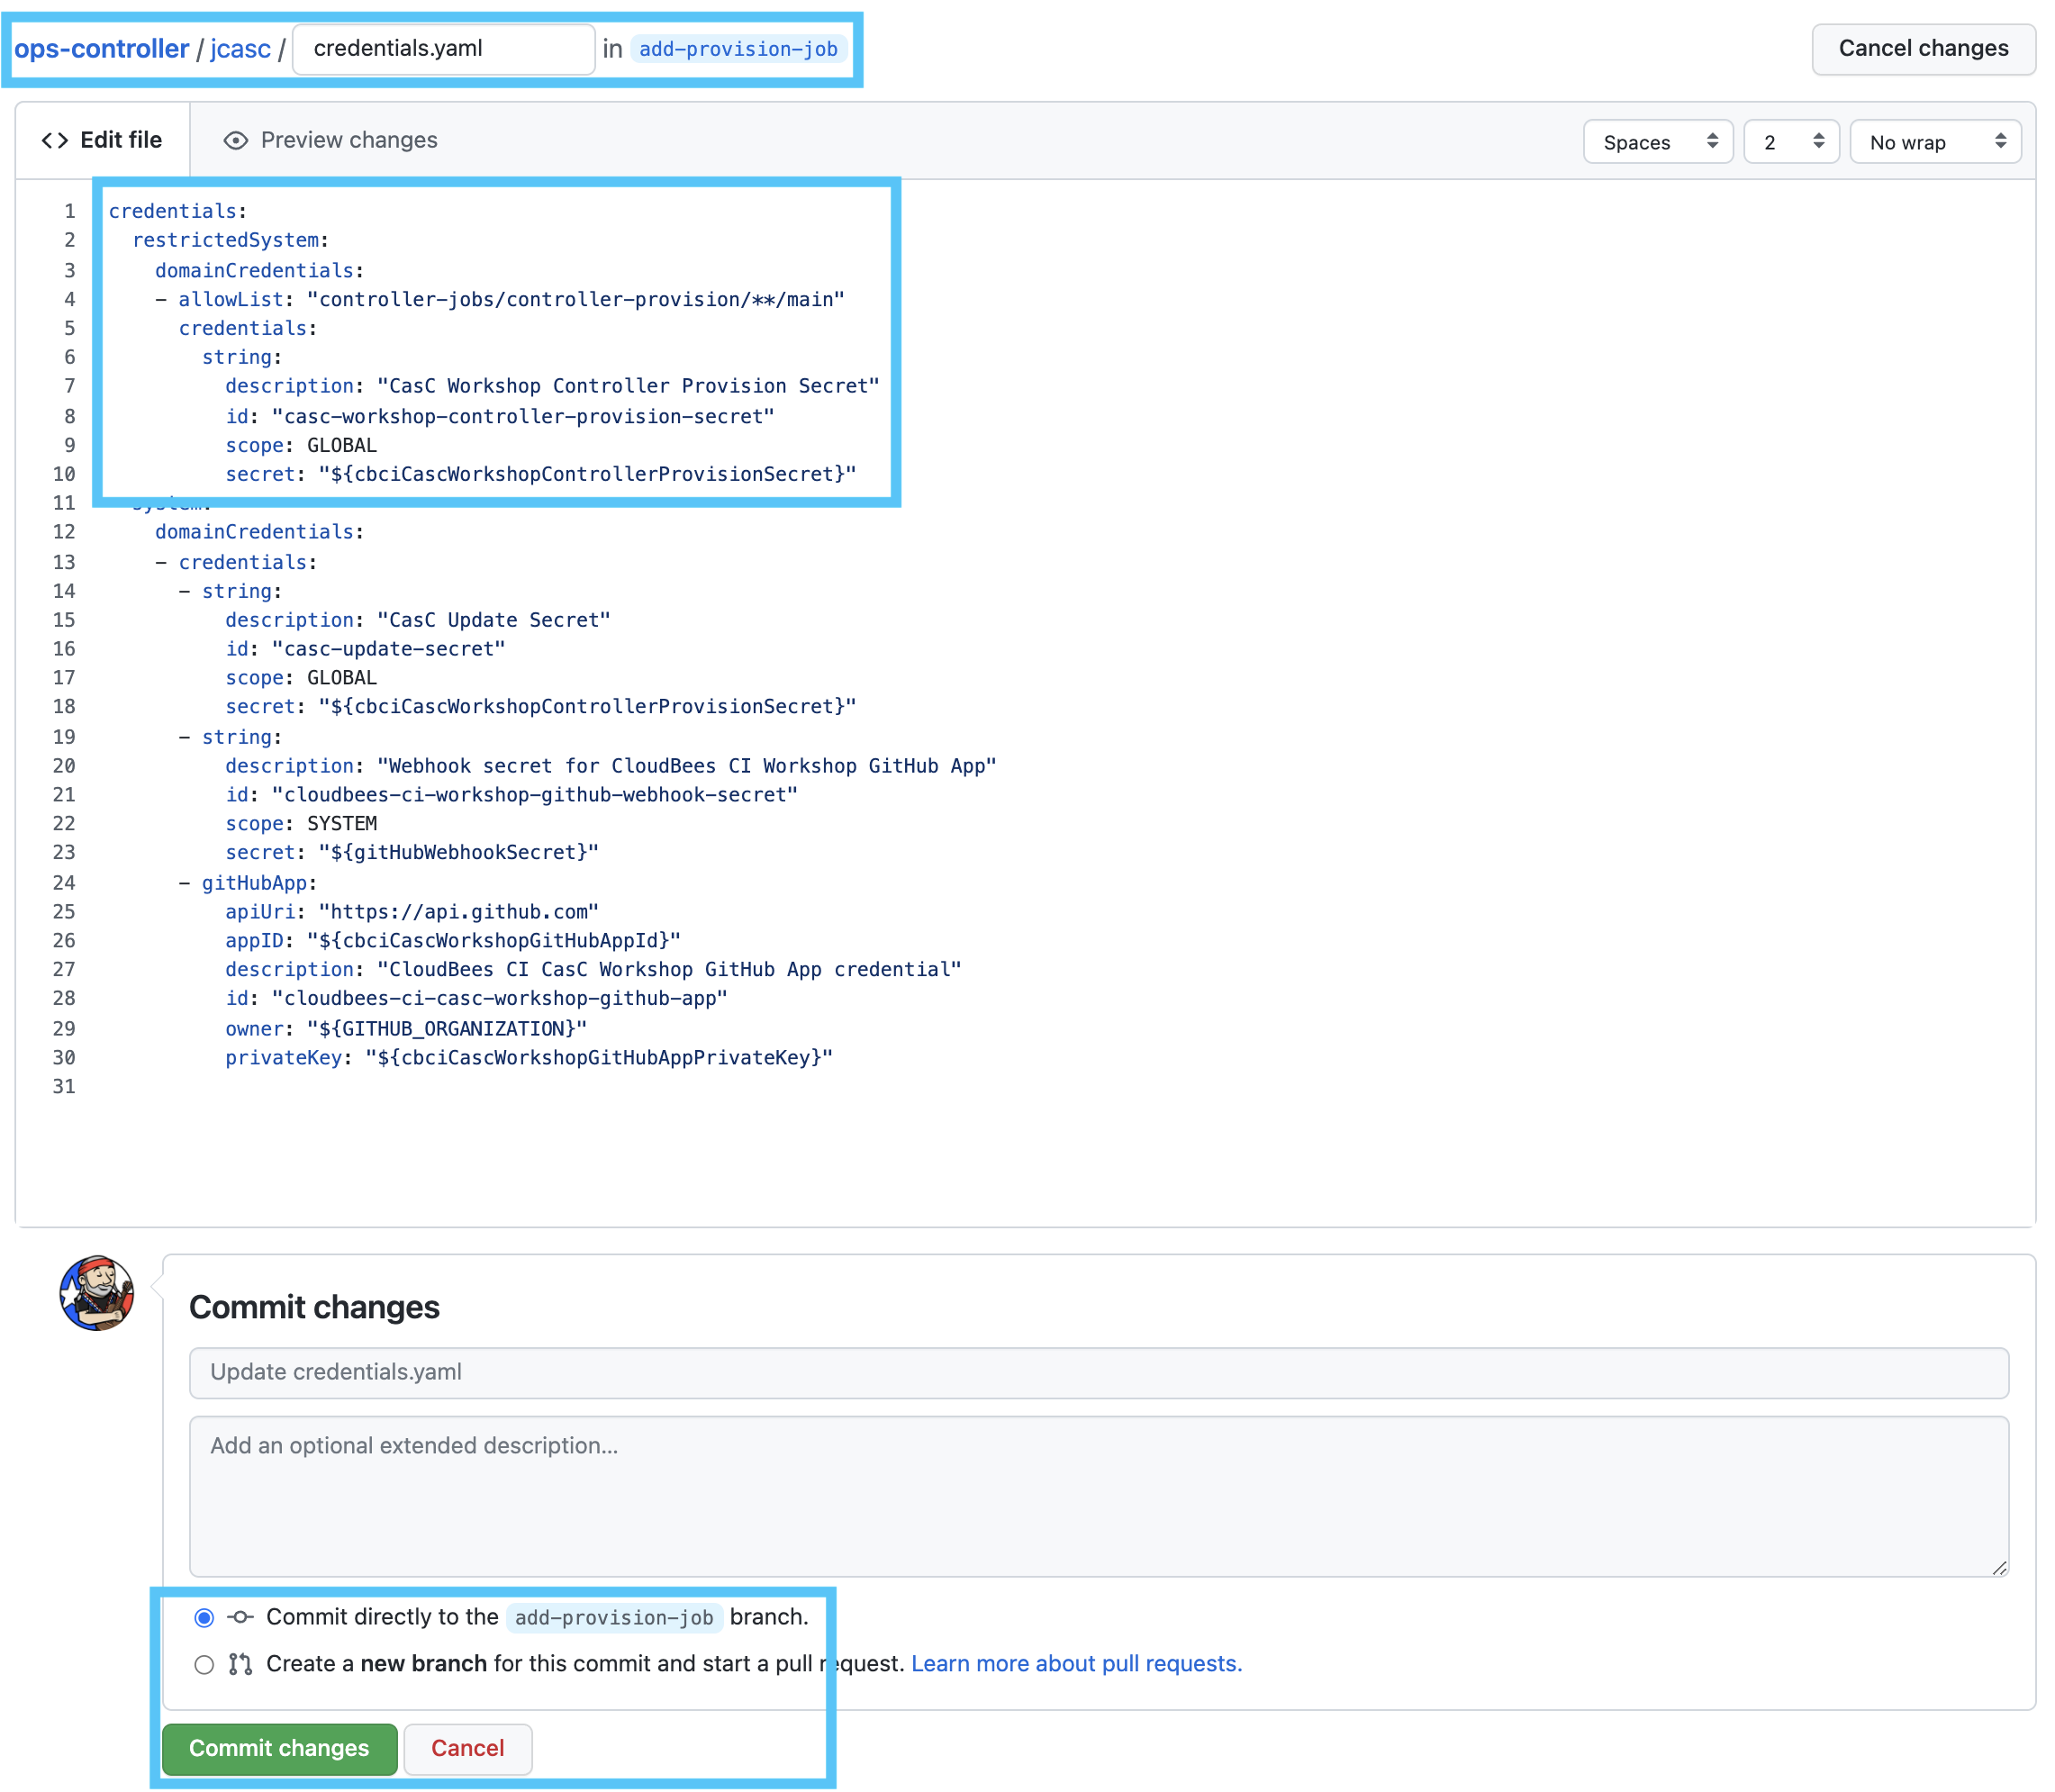 ops-controller / jcasc / credentials.yaml in add-provision-job Cancel changes
Edit file Preview changes Spaces 2 No wrap
1 credentials:
2   restrictedSystem:
3     domainCredentials:
4     - allowList: "controller-jobs/controller-provision/**/main"
5       credentials:
6         string:
7           description: "CasC Workshop Controller Provision Secret"
8           id: "casc-workshop-controller-provision-secret"
9           scope: GLOBAL
10           secret: "${cbciCascWorkshopControllerProvisionSecret}"
11   system:
12     domainCredentials:
13     - credentials:
14       - string:
15           description: "CasC Update Secret"
16           id: "casc-update-secret"
17           scope: GLOBAL
18           secret: "${cbciCascWorkshopControllerProvisionSecret}"
19       - string:
20           description: "Webhook secret for CloudBees CI Workshop GitHub App"
21           id: "cloudbees-ci-workshop-github-webhook-secret"
22           scope: SYSTEM
23           secret: "${gitHubWebhookSecret}"
24       - gitHubApp:
25           apiUri: "https://api.github.com"
26           appID: "${cbciCascWorkshopGitHubAppId}"
27           description: "CloudBees CI CasC Workshop GitHub App credential"
28           id: "cloudbees-ci-casc-workshop-github-app"
29           owner: "${GITHUB_ORGANIZATION}"
30           privateKey: "${cbciCascWorkshopGitHubAppPrivateKey}"
31
Commit changes
Update credentials.yaml
Add an optional extended description...
Commit directly to the add-provision-job branch.
Create a new branch for this commit and start a pull request. Learn more about pull requests.
Commit changes Cancel